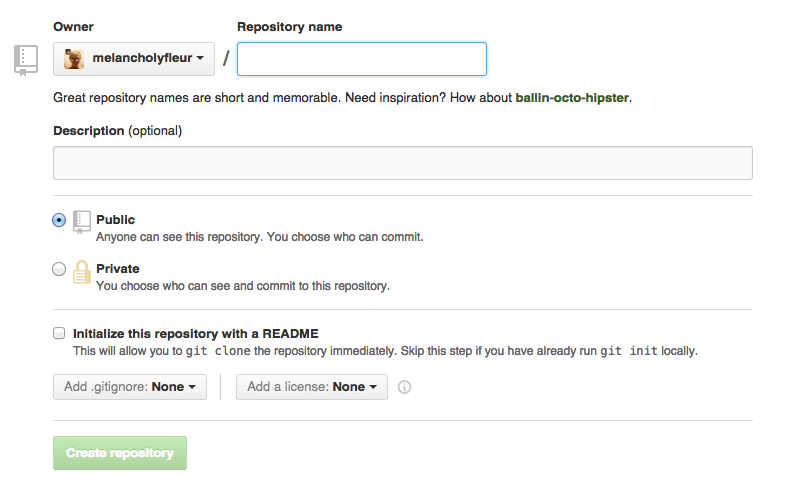 Owner
Repository name
melancholyfleur
/
Great repository names are short and memorable. Need inspiration? How about ballin-octo-hipster.
Description (optional)
Public
Anyone can see this repository. You choose who can commit.
Private
You choose who can see and commit to this repository.
Initialize this repository with a README
This will allow you to git clone the repository immediately. Skip this step if you have already run git init locally.
Add .gitignore: None
Add a license: None
Create repository